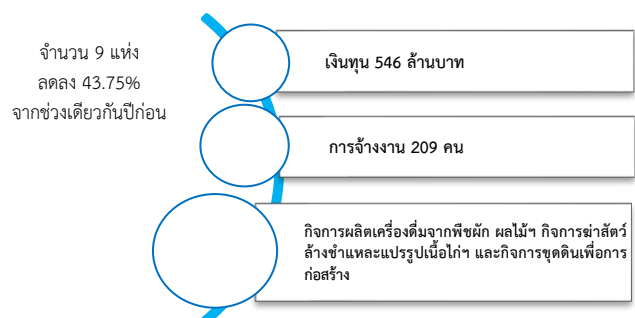 จำนวน 9 แห่ง
ลดลง 43.75%
จากช่วงเดียวกันปีก่อน
เงินทุน 546 ล้านบาท
การจ้างงาน 209 คน
กิจการผลิตเครื่องดื่มจากพืชผัก ผลไม้ฯ กิจการฆ่าสัตว์
ล้างชำแหละแปรรูปเนื้อไก่ฯ และกิจการขุดดินเพื่อการ
ก่อสร้าง